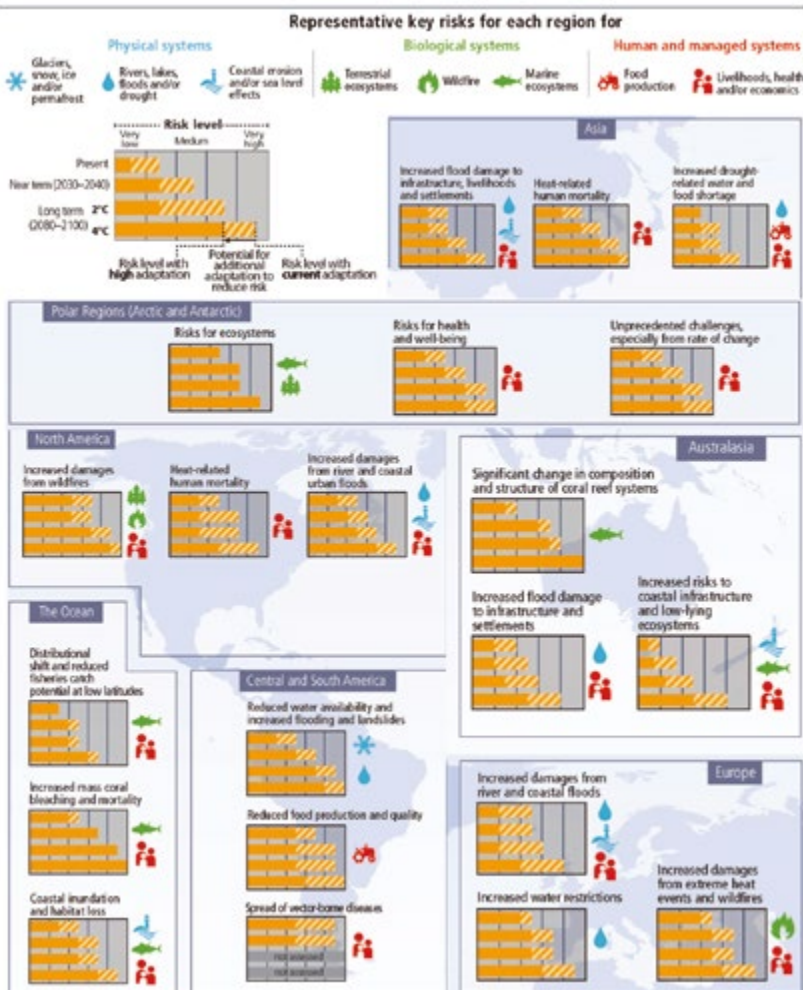 Representative key risks for each region for
Physical systems
Biological systems
Human and managed systems
Glaciers,
snow, ice
and/or
permafrost
Rivers, lakes,
floods and/or
drought
Coastal erosion
and/or sea level
effects
Terrestrial
ecosystems
Wildfire
Marine
ecosystems
Food
production
Livelihoods, health
and/or economics
Risk level
Very
low
Medium
Very
high
Present
Near term (2030–2040)
Long term
(2080–2100)
2°C
4°C
Risk level with
high adaptation
Potential for
additional
adaptation to
reduce risk
Risk level with
current adaptation
Asia
Increased flood damage to
infrastructure, livelihoods
and settlements
Heat-related
human mortality
Increased drought-
related water and
food shortage
Polar Regions (Arctic and Antarctic)
Risks for ecosystems
Risks for health
and well-being
Unprecedented challenges,
especially from rate of change
North America
Increased damages
from wildfires
Heat-related
human mortality
Increased damages
from river and coastal
urban floods
Australasia
Significant change in composition
and structure of coral reef systems
Increased flood damage
to infrastructure and
settlements
Increased risks to
coastal infrastructure
and low-lying
ecosystems
The Ocean
Distributional
shift and reduced
fisheries catch
potential at low latitudes
Increased mass coral
bleaching and mortality
Coastal inundation
and habitat loss
Central and South America
Reduced water availability and
increased flooding and landslides
Reduced food production and quality
Spread of vector-borne diseases
not assessed
not assessed
Europe
Increased damages from
river and coastal floods
Increased water restrictions
Increased damages
from extreme heat
events and wildfires